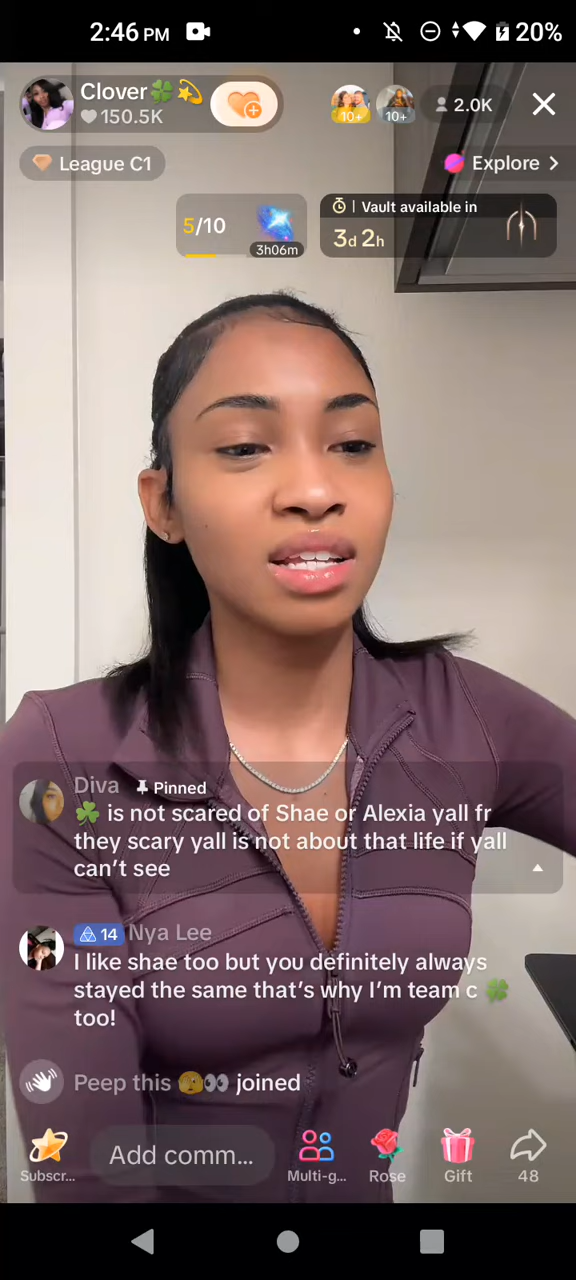 2:46 PM
20%
Clover🍀💫
150.5K
10+
10+
2.0K
League C1
Explore >
5/10
3h06m
Vault available in
3d 2h
Diva Pinned
☘️ is not scared of Shae or Alexia yall fr
they scary yall is not about that life if yall
can't see
14 Nya Lee
I like shae too but you definitely always
stayed the same that's why I'm team c 🍀
too!
Peep this 🫣👀 joined
Add comm...
Subscr...
Multi-g...
Rose
Gift
48